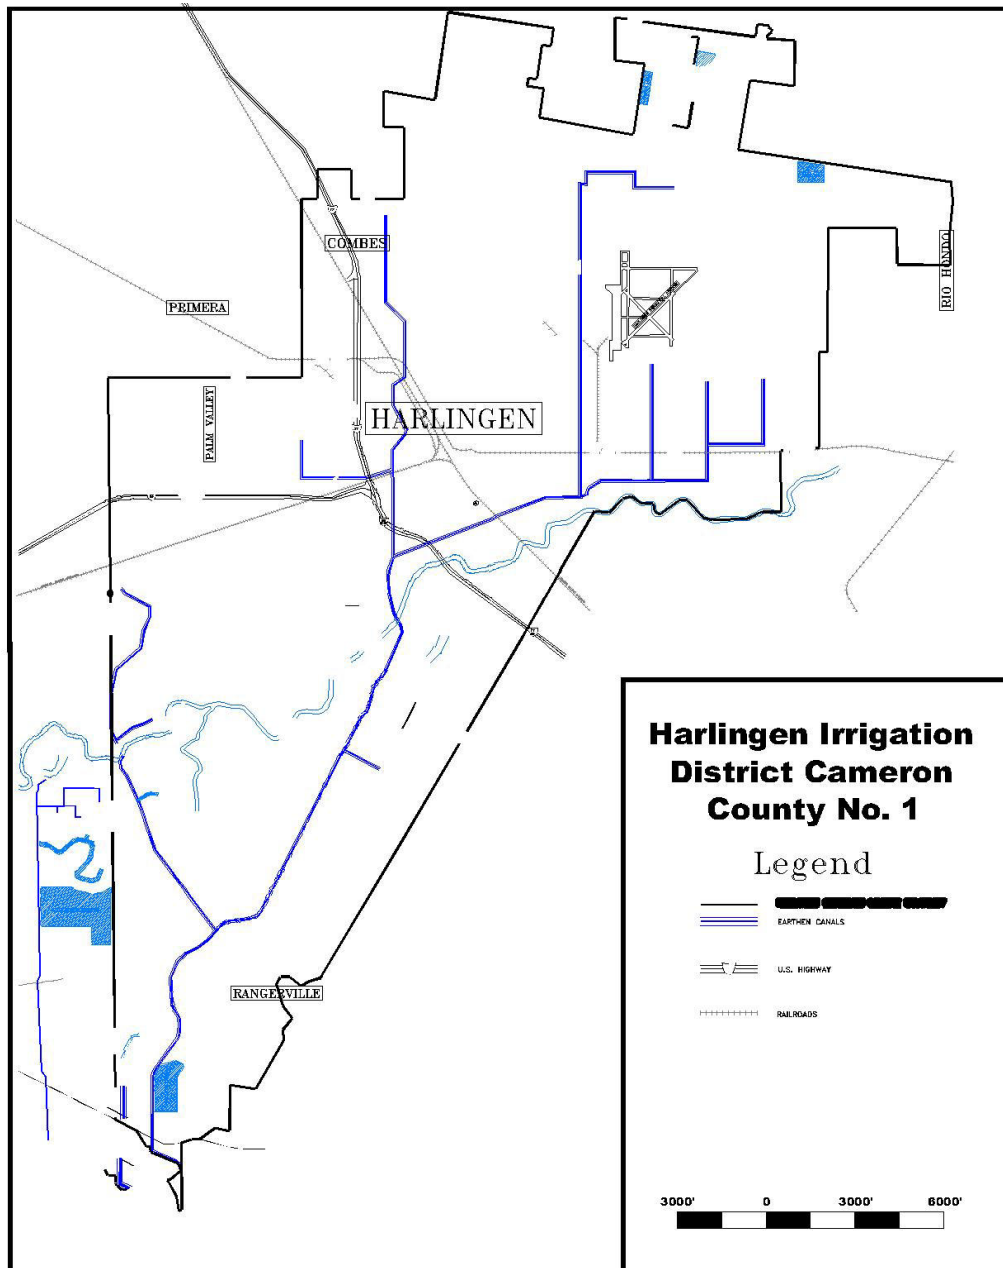 COMBES
PRIMERA
RIO HONDO
PALM VALLEY
HARLINGEN
RANGERVILLE
Harlingen Irrigation
District Cameron
County No. 1
Legend
EARTHEN CANALS
U.S. HIGHWAY
RAILROADS
3000' 0 3000' 6000'